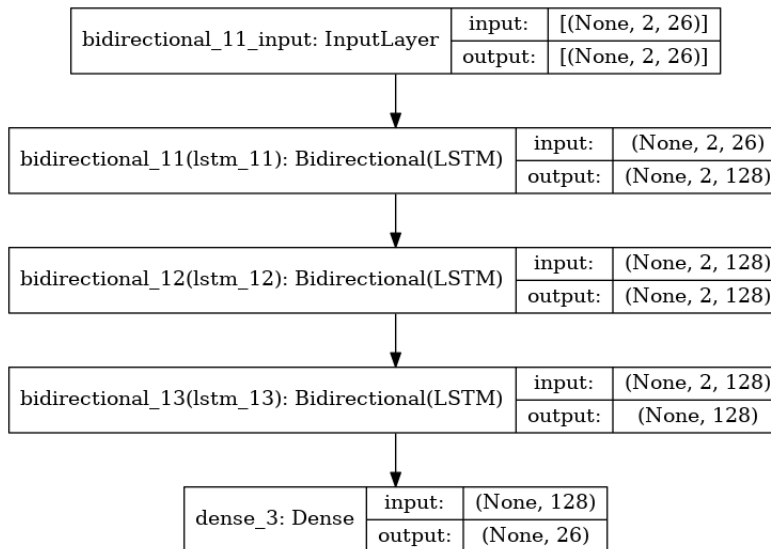 bidirectional_11_input: InputLayer
input: [(None, 2, 26)]
output: [(None, 2, 26)]
bidirectional_11(lstm_11): Bidirectional(LSTM)
input: (None, 2, 26)
output: (None, 2, 128)
bidirectional_12(lstm_12): Bidirectional(LSTM)
input: (None, 2, 128)
output: (None, 2, 128)
bidirectional_13(lstm_13): Bidirectional(LSTM)
input: (None, 2, 128)
output: (None, 128)
dense_3: Dense
input: (None, 128)
output: (None, 26)